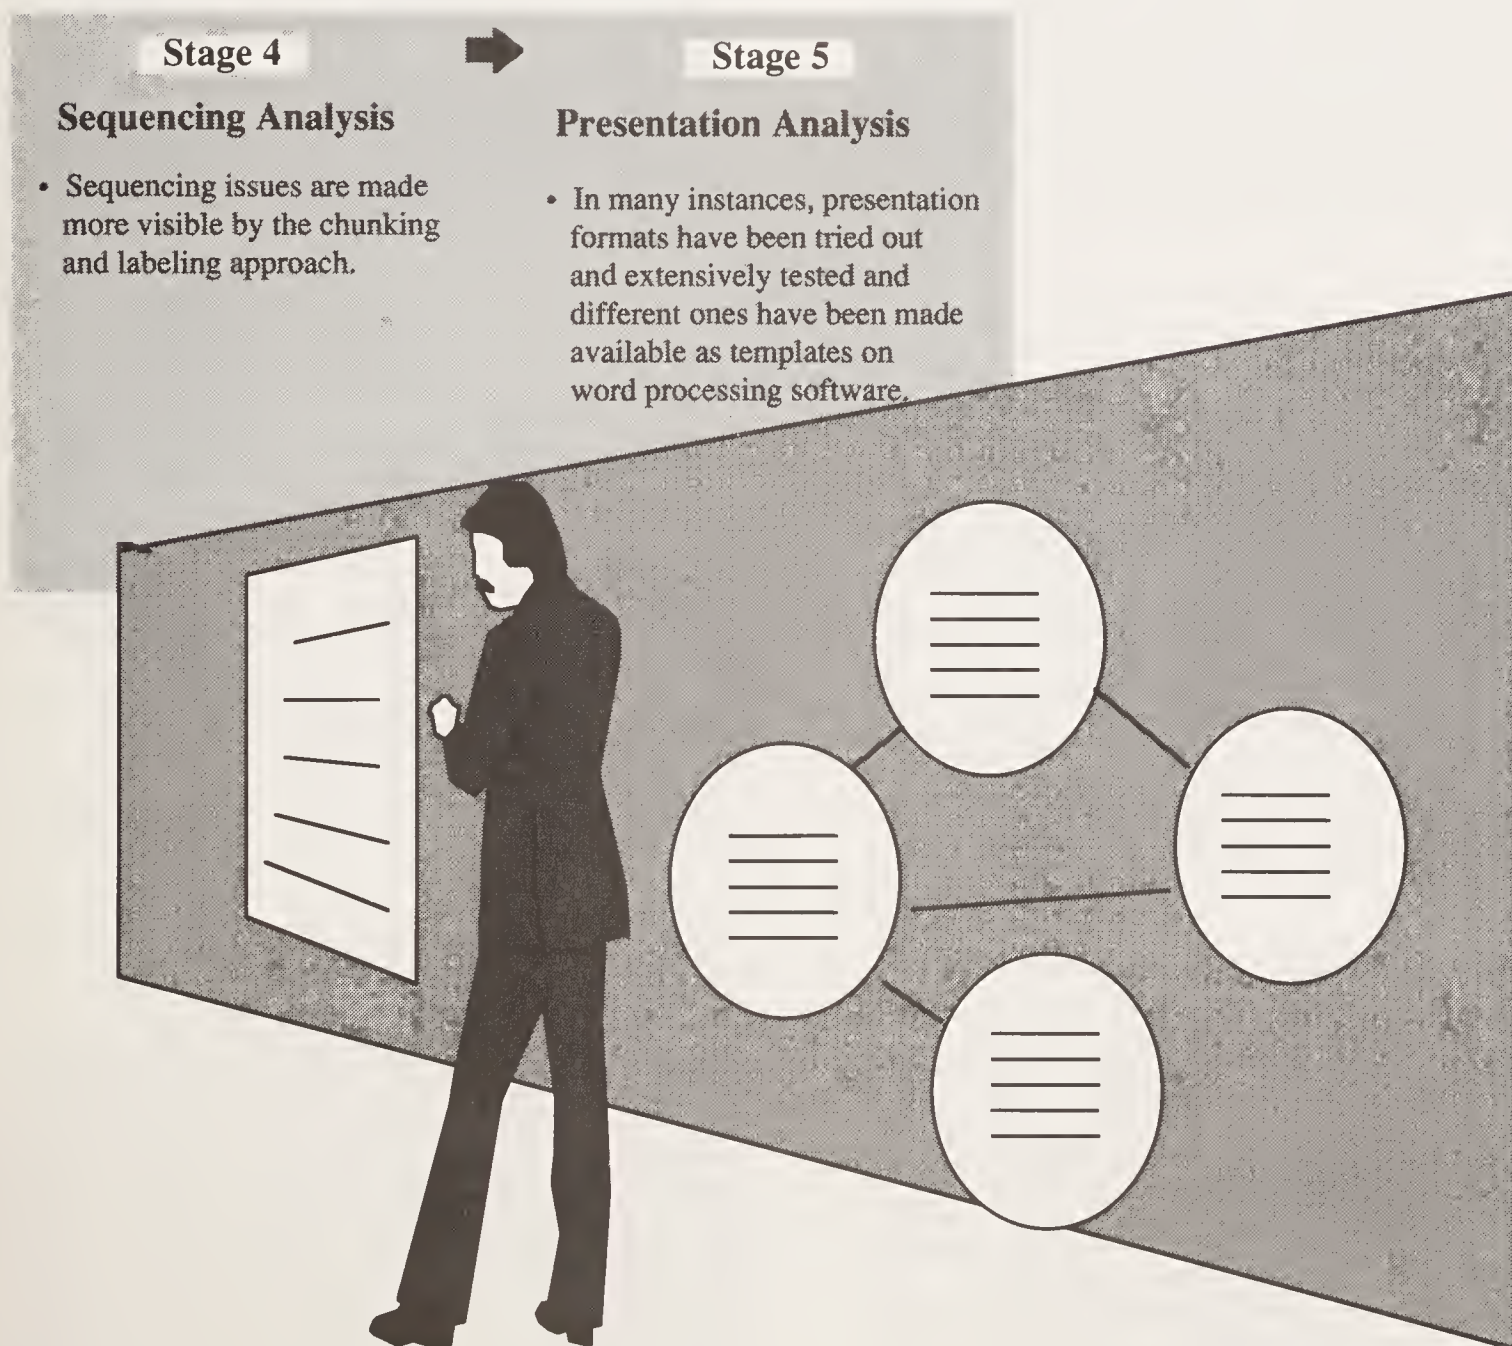 Stage 4
Sequencing Analysis
• Sequencing issues are made
more visible by the chunking
and labeling approach.
Stage 5
Presentation Analysis
• In many instances, presentation
formats have been tried out
and extensively tested and
different ones have been made
available as templates on
word processing software.